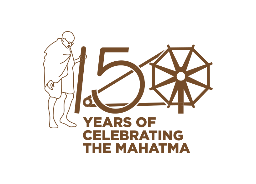 150
YEARS OF
CELEBRATING
THE MAHATMA